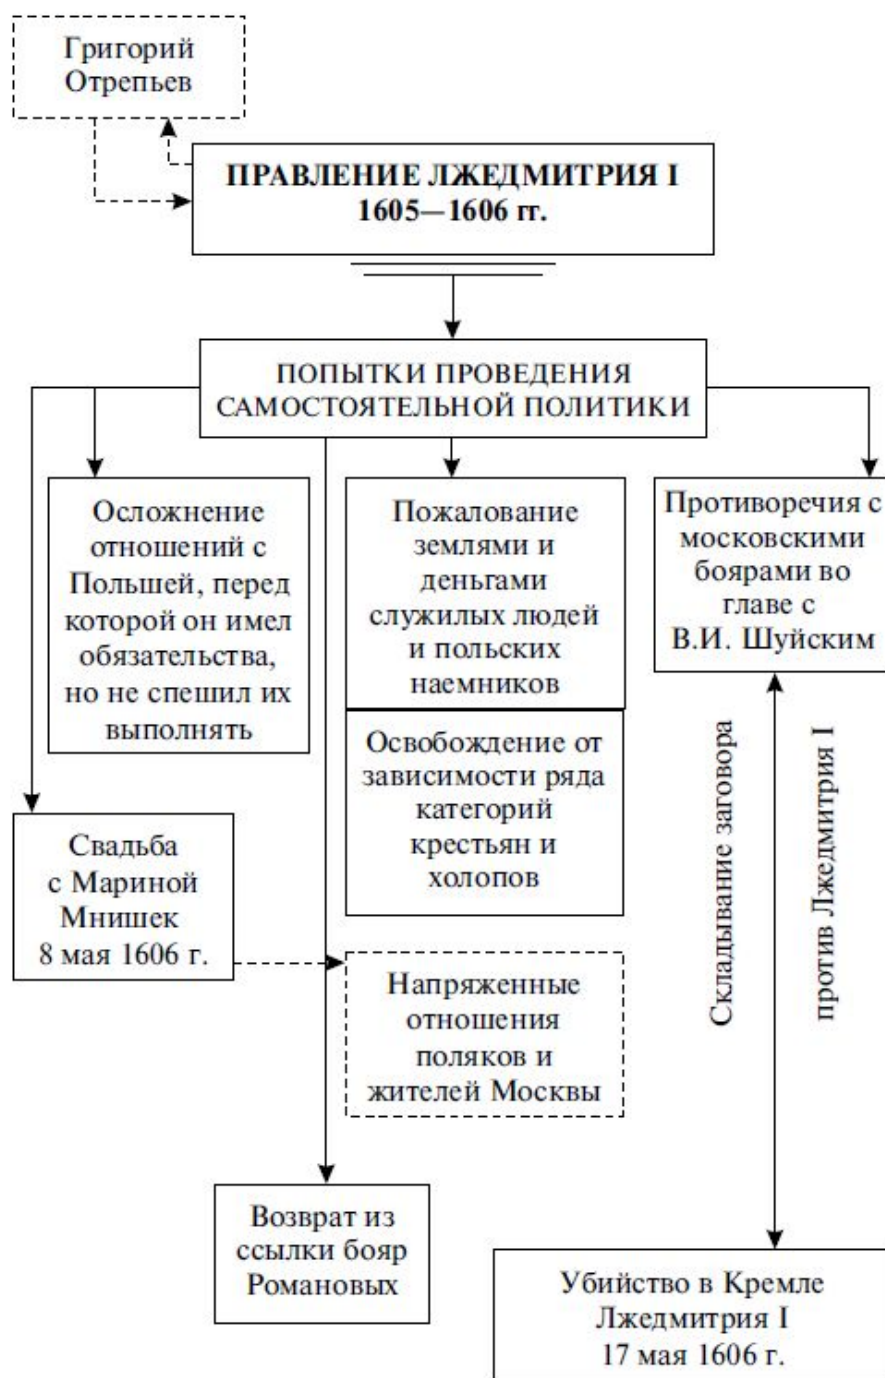 Григорий
Отрепьев
ПРАВЛЕНИЕ ЛЖЕДМИТРИЯ I
1605—1606 гг.
ПОПЫТКИ ПРОВЕДЕНИЯ
САМОСТОЯТЕЛЬНОЙ ПОЛИТИКИ
Осложнение
отношений с
Польшей, перед
которой он имел
обязательства,
но не спешил их
выполнять
Пожалование
землями и
деньгами
служилых людей
и польских
наемников
Противоречия с
московскими
боярами во
главе с
В.И. Шуйским
Освобождение от
зависимости ряда
категорий
крестьян и
холопов
Свадьба
с Мариной
Мнишек
8 мая 1606 г.
Складывание заговора
против Лжедмитрия I
Напряженные
отношения
поляков и
жителей Москвы
Возврат из
ссылки бояр
Романовых
Убийство в Кремле
Лжедмитрия I
17 мая 1606 г.